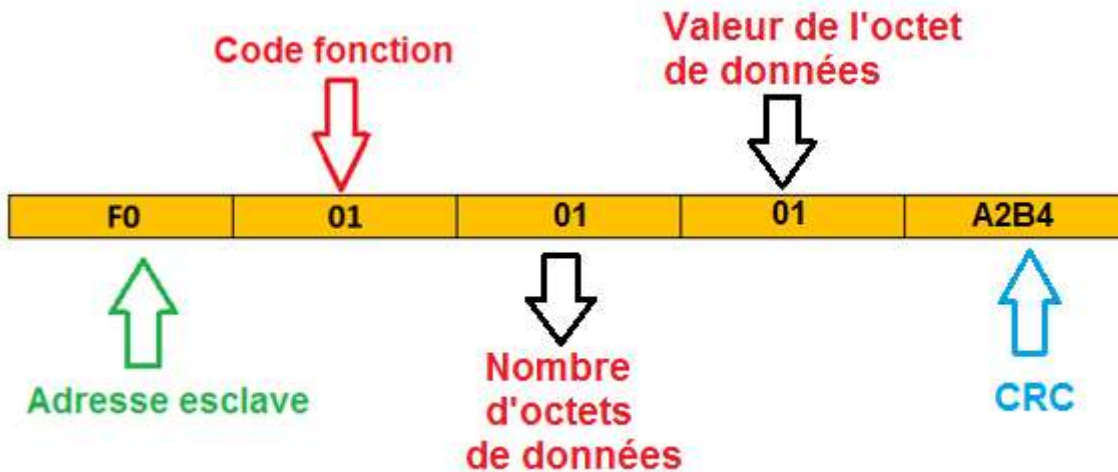 Code fonction
Valeur de l'octet
de données
F0 01 01 01 A2B4
Adresse esclave
Nombre
d'octets
de données
CRC